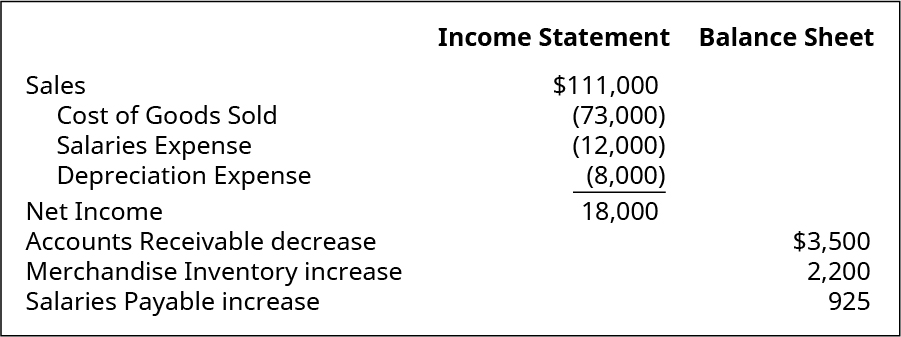 Income Statement Balance Sheet
Sales $111,000
Cost of Goods Sold (73,000)
Salaries Expense (12,000)
Depreciation Expense (8,000)
Net Income 18,000
Accounts Receivable decrease $3,500
Merchandise Inventory increase 2,200
Salaries Payable increase 925